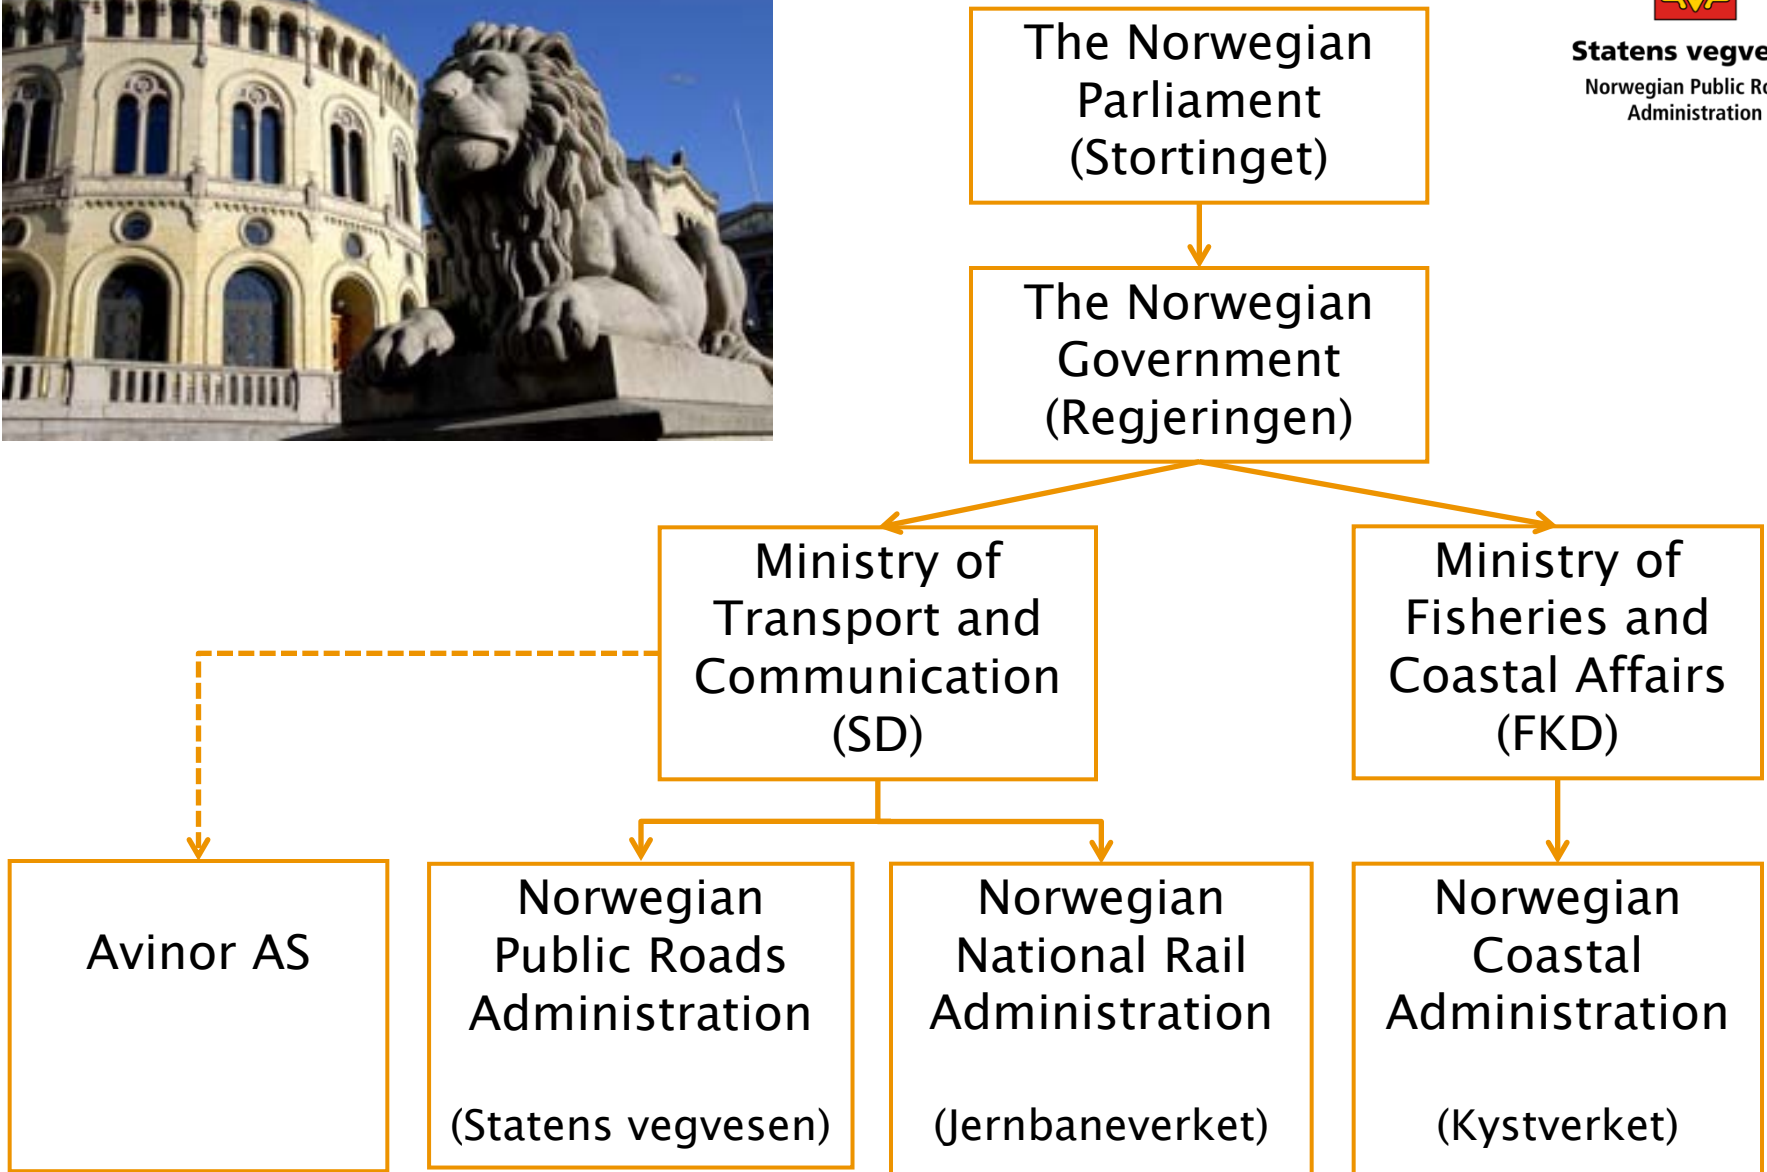 The Norwegian
Parliament
(Stortinget)
Statens
Norwegian Public
Administration
The Norwegian
Government
(Regjeringen)
Ministry of
Transport and
Communication
(SD)
Ministry of
Fisheries and
Coastal Affairs
(FKD)
Avinor AS
Norwegian
Public Roads
Administration
(Statens vegvesen)
Norwegian
National Rail
Administration
(Jernbaneverket)
Norwegian
Coastal
Administration
(Kystverket)